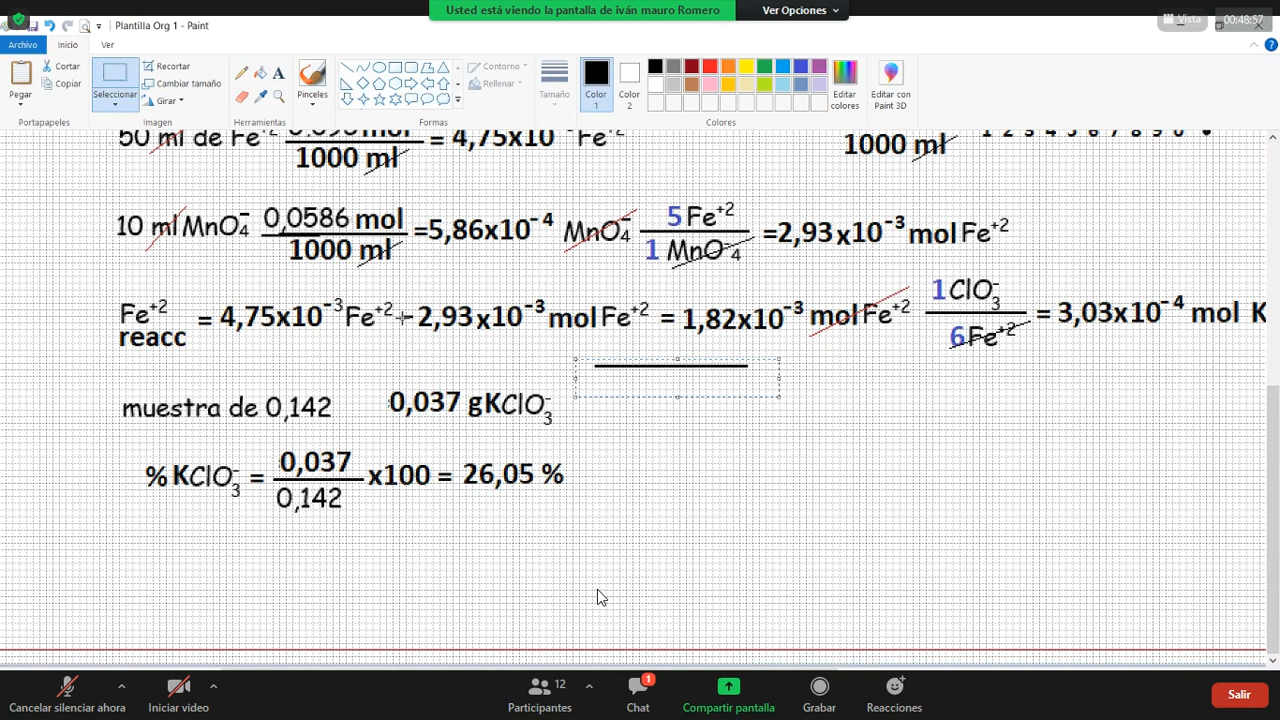 Usted está viendo la pantalla de iván mauro Romero
Ver Opciones
Plantilla Org 1 - Paint
Vista
00:48:57
Archivo
Inicio
Ver
Pegar
Cortar
Copiar
Portapapeles
Seleccionar
Recortar
Cambiar tamaño
Girar
Imagen
A
Herramientas
Pinceles
Contorno
Rellenar
Formas
Tamaño
Color 1
Color 2
Editar colores
Colores
Editar con Paint 3D
50 ml de Fe+2
= 4,75x10
Fe+2
1000 ml
1000 ml
10 ml MnO4- 0,0586 mol / 1000 ml =5,86x10-4 MnO4- 5 Fe+2 / 1 MnO4- =2,93x10-3 mol Fe+2
Fe+2 reacc = 4,75x10-3 Fe+2 - 2,93x10-3 mol Fe+2 = 1,82x10-3 mol Fe+2 1 ClO3- / 6 Fe+2 = 3,03x10-4 mol K
muestra de 0,142 0,037 gKClO3-
% KClO3- = 0,037 / 0,142 x100 = 26,05 %
Cancelar silenciar ahora
Iniciar video
12
Participantes
1
Chat
Compartir pantalla
Grabar
Reacciones
Salir